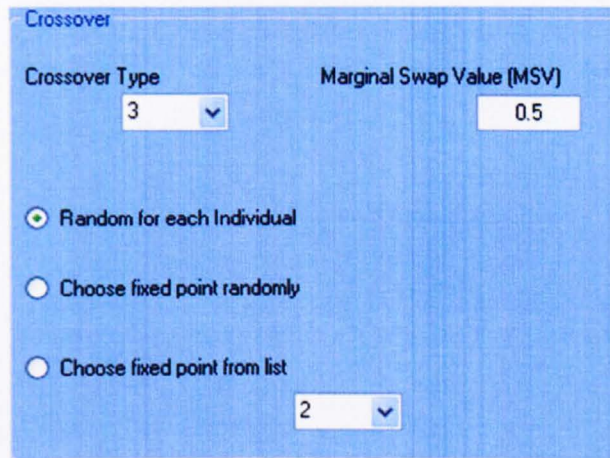 Crossover
Crossover Type Marginal Swap Value (MSV)
3 0.5
Random for each Individual
Choose fixed point randomly
Choose fixed point from list
2